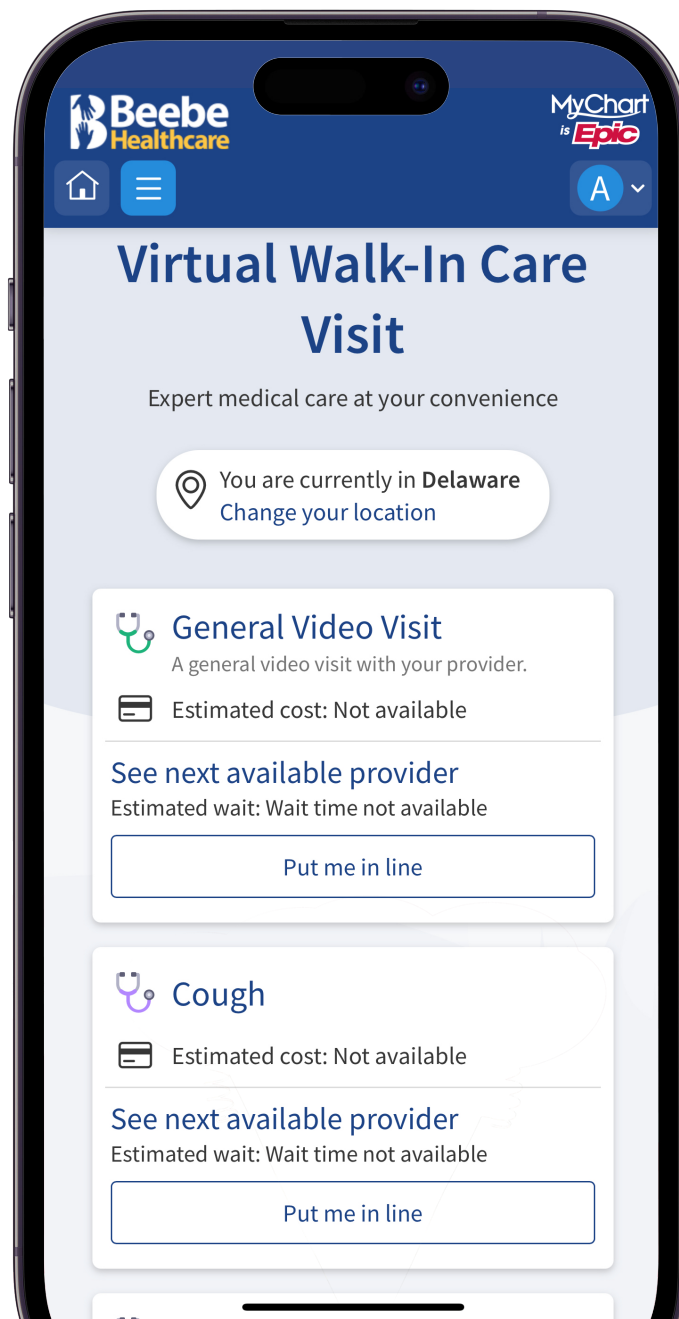 Beebe
Healthcare
MyChart
is Epic
A
Virtual Walk-In Care
Visit
Expert medical care at your convenience
You are currently in Delaware
Change your location
General Video Visit
A general video visit with your provider.
Estimated cost: Not available
See next available provider
Estimated wait: Wait time not available
Put me in line
Cough
Estimated cost: Not available
See next available provider
Estimated wait: Wait time not available
Put me in line